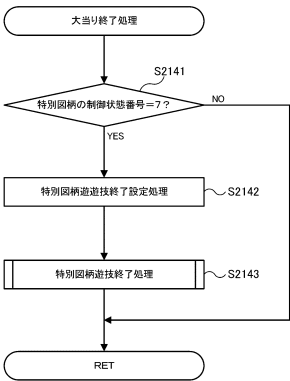 大当り終了処理
S2141
特別図柄の制御状態番号=7?
NO
YES
特別図柄遊遊技終了設定処理
S2142
特別図柄遊技終了処理
S2143
RET